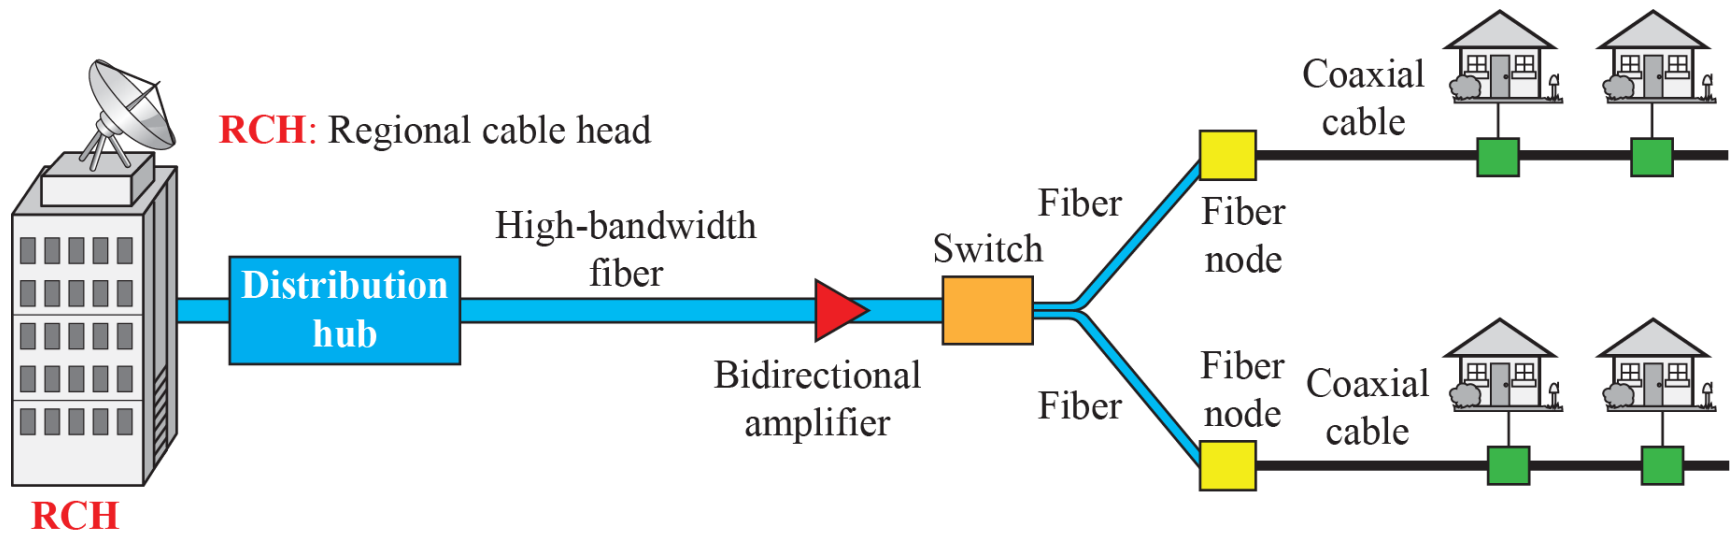 RCH: Regional cable head
RCH
Distribution
hub
High-bandwidth
fiber
Bidirectional
amplifier
Switch
Fiber
Fiber
Fiber
node
Coaxial
cable
Fiber
node
Coaxial
cable